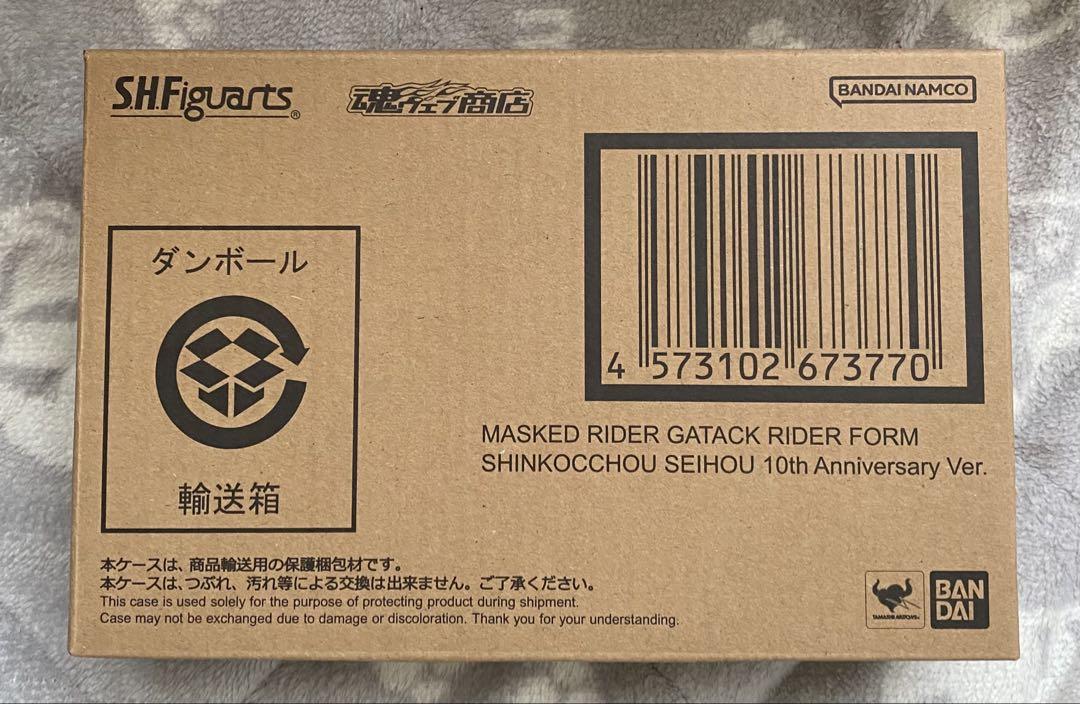 S.H.Figuarts®
魂ウェブ商店
BANDAI NAMCO
ダンボール
輸送箱
4 573102 673770
MASKED RIDER GATACK RIDER FORM
SHINKOCCHOU SEIHOU 10th Anniversary Ver.
本ケースは、商品輸送用の保護梱包材です。
本ケースは、つぶれ、汚れ等による交換は出来ません。ご了承ください。
This case is used solely for the purpose of protecting product during shipment.
Case may not be exchanged due to damage or discoloration. Thank you for your understanding.
TAMASHII NATIONS
BAN
DAI